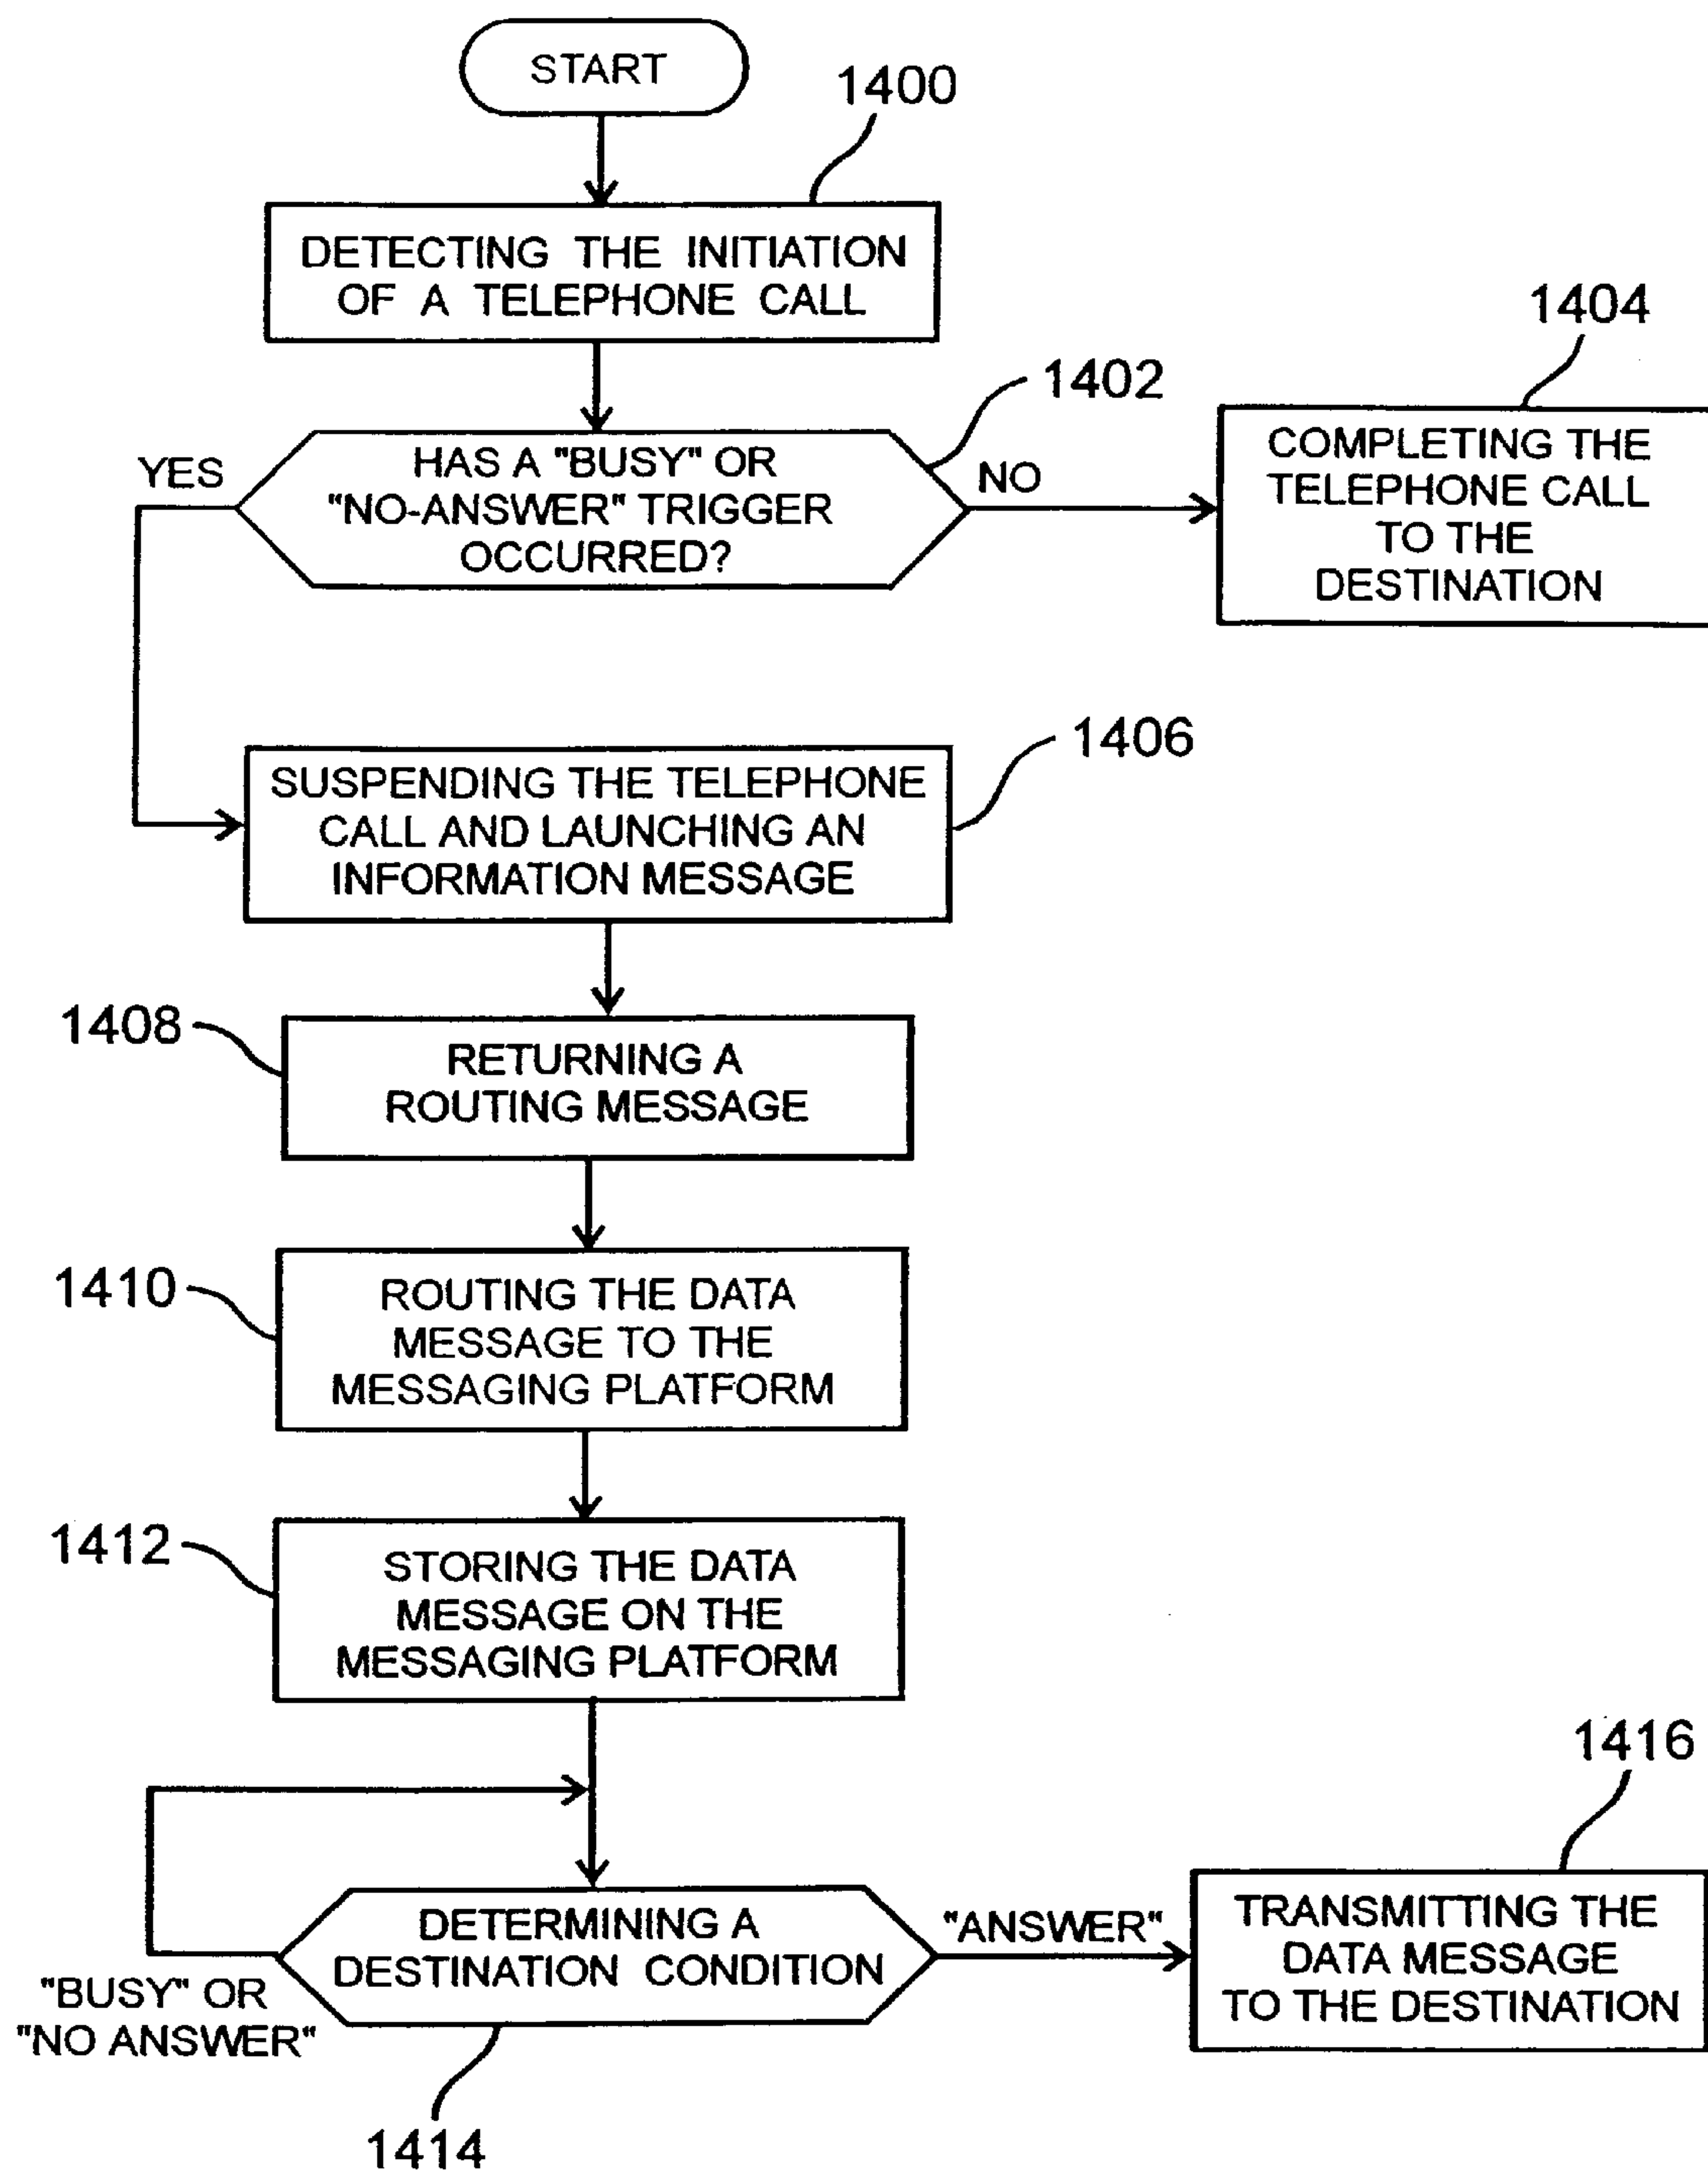 START
1400
DETECTING THE INITIATION
OF A TELEPHONE CALL
1402
1404
YES
HAS A "BUSY" OR
"NO-ANSWER" TRIGGER
OCCURRED?
NO
COMPLETING THE
TELEPHONE CALL
TO THE
DESTINATION
1406
SUSPENDING THE TELEPHONE
CALL AND LAUNCHING AN
INFORMATION MESSAGE
1408
RETURNING A
ROUTING MESSAGE
1410
ROUTING THE DATA
MESSAGE TO THE
MESSAGING PLATFORM
1412
STORING THE DATA
MESSAGE ON THE
MESSAGING PLATFORM
1416
DETERMINING A
DESTINATION CONDITION
"ANSWER"
TRANSMITTING THE
DATA MESSAGE
TO THE DESTINATION
"BUSY" OR
"NO ANSWER"
1414